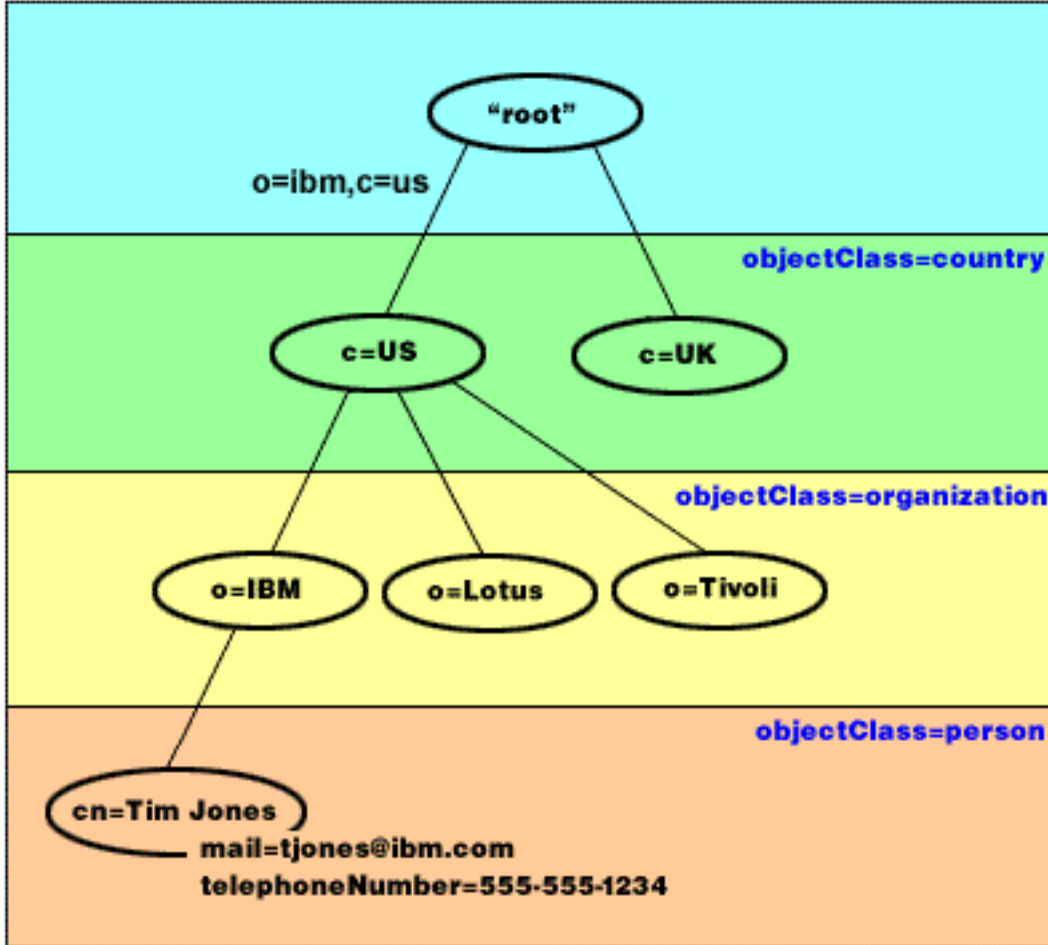 “root”
o=ibm,c=us
objectClass=country
c=US
c=UK
objectClass=organization
o=IBM
o=Lotus
o=Tivoli
objectClass=person
cn=Tim Jones
mail=tjones@ibm.com
telephoneNumber=555-555-1234